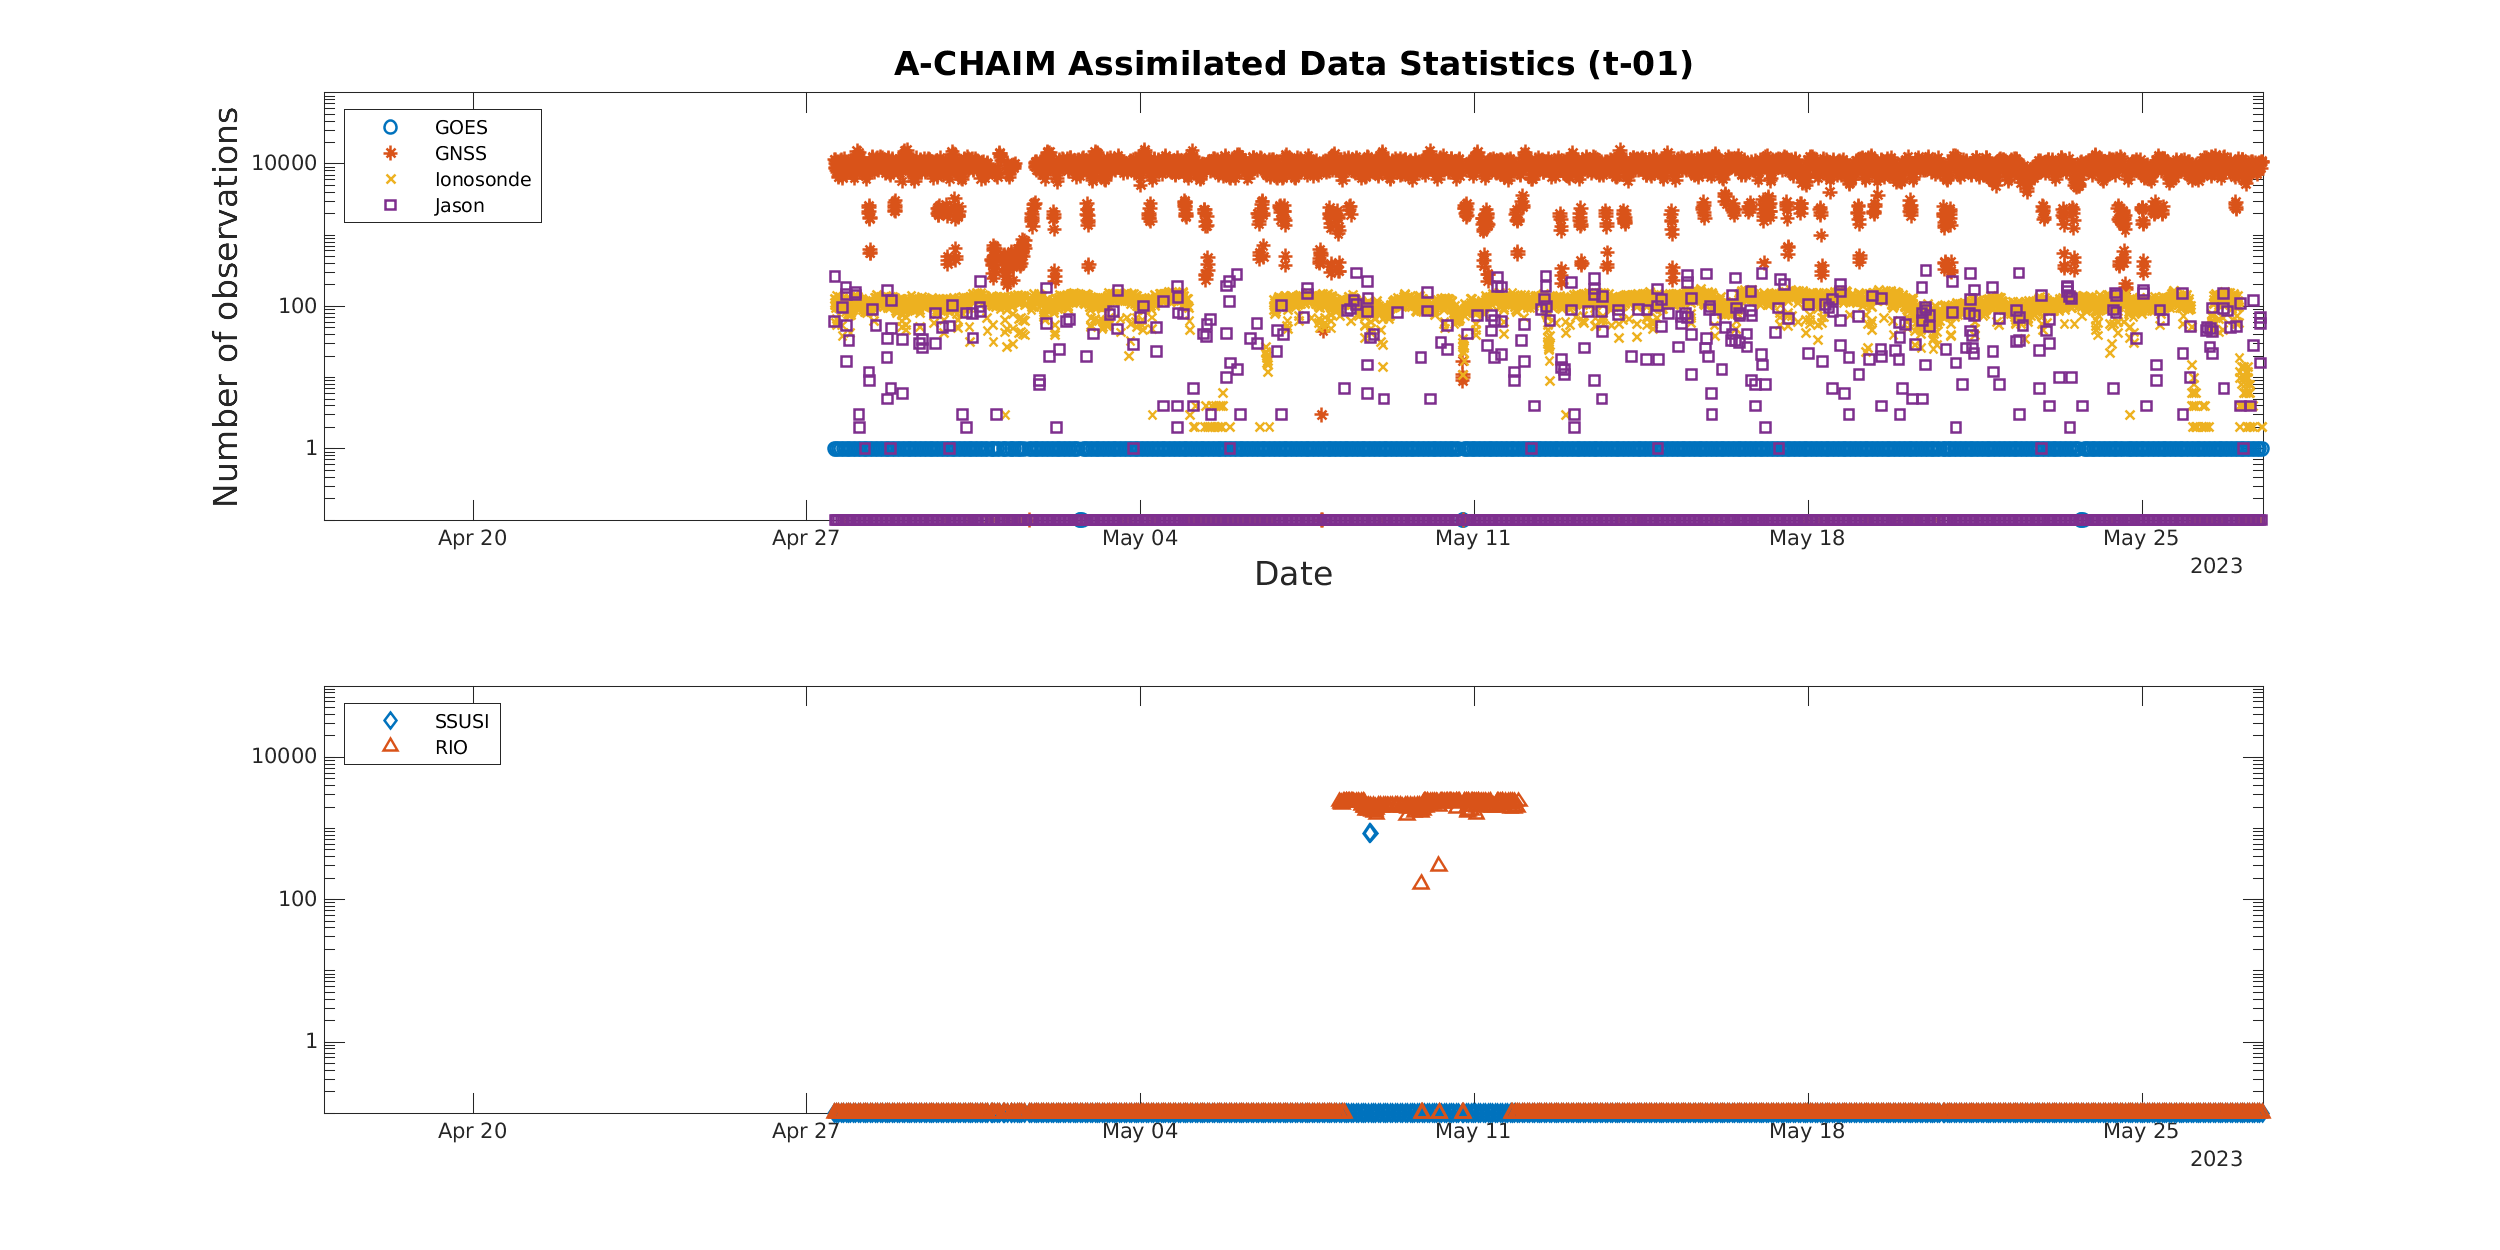 A-CHAIM Assimilated Data Statistics (t-01)
Number of observations
10000
100
1
GOES
GNSS
Ionosonde
Jason
Apr 20 Apr 27 May 04 May 11 May 18 May 25
2023
Date
10000
100
1
SSUSI
RIO
Apr 20 Apr 27 May 04 May 11 May 18 May 25
2023